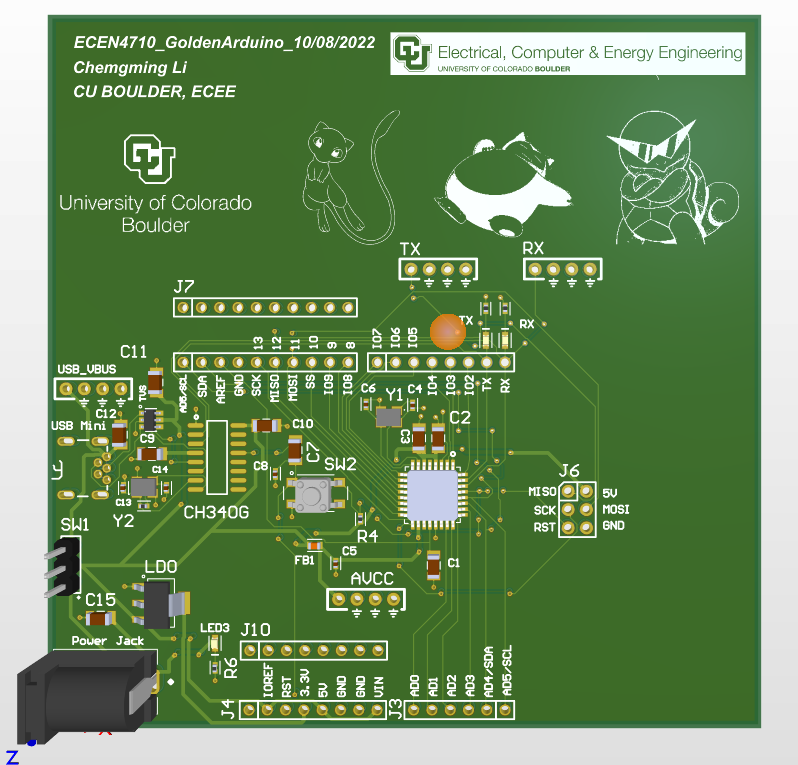 ECEN4710_GoldenArduino_10/08/2022
Chemgming Li
CU BOULDER, ECEE
CU
Electrical, Computer & Energy Engineering
UNIVERSITY OF COLORADO BOULDER
CU
University of Colorado
Boulder
TX
RX
J7
TX
RX
13
12
11
10
9
8
IO7
IO6
IO5
C11
USB_VBUS
TVS
AD5/SCL
SDA
AREF
GND
SCK
MISO
MOSI
SS
IO9
IO8
IO4
IO3
IO2
TX
RX
C6
Y1
C4
C12
USB Mini
C9
C10
C3
C2
C7
C14
C8
SW2
J6
C13
Y2
CH340G
MISO
5V
SCK
MOSI
RST
GND
SW1
R4
FB1
C5
C1
LDO
AVCC
C15
LED3
J10
Power Jack
R6
J4
IOREF
RST
3.3V
5V
GND
GND
VIN
J3
AD0
AD1
AD2
AD3
AD4/SDA
AD5/SCL
Z